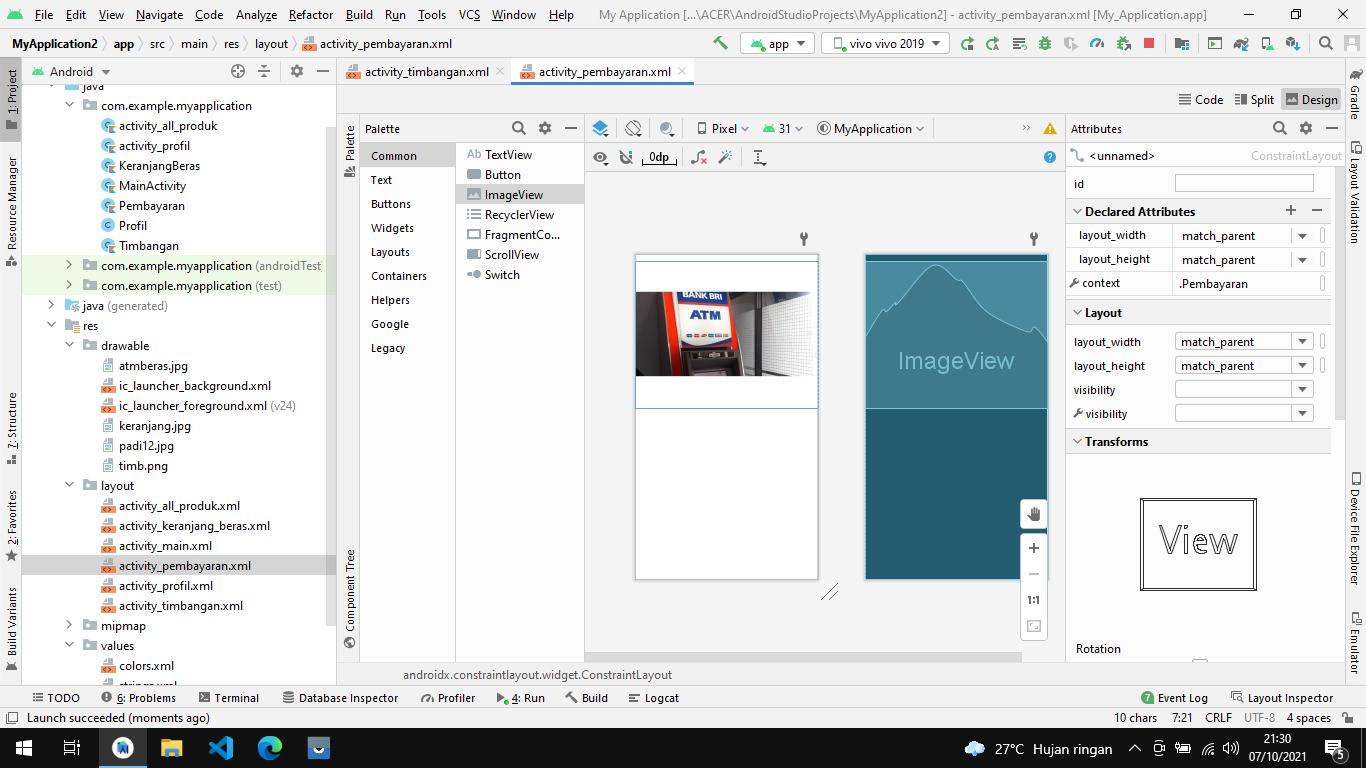 File Edit View Navigate Code Analyze Refactor Build Run Tools VCS Window Help My Application [...\ACER\AndroidStudioProjects\MyApplication2] - activity_pembayaran.xml [My_Application.app]
MyApplication2 app src main res layout activity_pembayaran.xml app vivo vivo 2019
1: Project
Resource Manager
7: Structure
2: Favorites
Build Variants
Android
java
com.example.myapplication
activity_all_produk
activity_profil
KeranjangBeras
MainActivity
Pembayaran
Profil
Timbangan
com.example.myapplication (androidTest)
com.example.myapplication (test)
java (generated)
res
drawable
atmberas.jpg
ic_launcher_background.xml
ic_launcher_foreground.xml (v24)
keranjang.jpg
padi12.jpg
timb.png
layout
activity_all_produk.xml
activity_keranjang_beras.xml
activity_main.xml
activity_pembayaran.xml
activity_profil.xml
activity_timbangan.xml
mipmap
values
colors.xml
strings.xml
activity_timbangan.xml activity_pembayaran.xml
Code Split Design
Palette
Component Tree
Palette
Common
Text
Buttons
Widgets
Layouts
Containers
Helpers
Google
Legacy
Ab TextView
Button
ImageView
RecyclerView
FragmentCo...
ScrollView
Switch
Pixel 31 MyApplication
0dp
BANK BRI
ATM
ImageView
1:1
Attributes
<unnamed> ConstraintLayout
id
Declared Attributes
layout_width match_parent
layout_height match_parent
context .Pembayaran
Layout
layout_width match_parent
layout_height match_parent
visibility
visibility
Transforms
View
Rotation
Gradle
Layout Validation
Device File Explorer
Emulator
androidx.constraintlayout.widget.ConstraintLayout
TODO 6: Problems Terminal Database Inspector Profiler 4: Run Build Logcat 7 Event Log Layout Inspector
Launch succeeded (moments ago) 10 chars 7:21 CRLF UTF-8 4 spaces
27°C Hujan ringan 21:30
07/10/2021 5